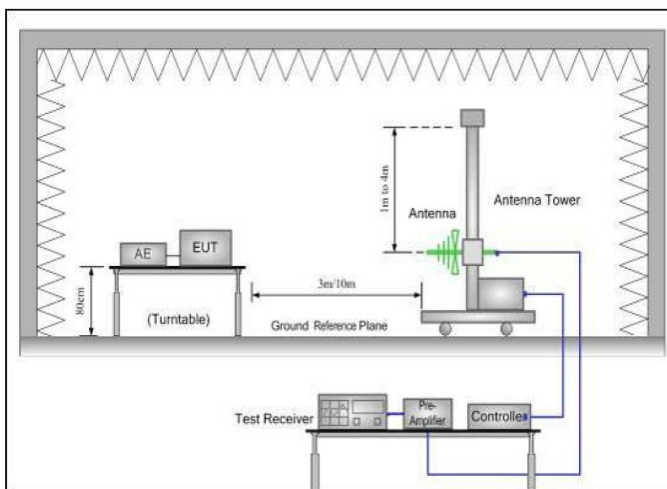 1m to 4m
Antenna
Antenna Tower
AE
EUT
80cm
(Turntable)
3m/10m
Ground Reference Plane
Test Receiver
Pre-
Amplifier
Controlle